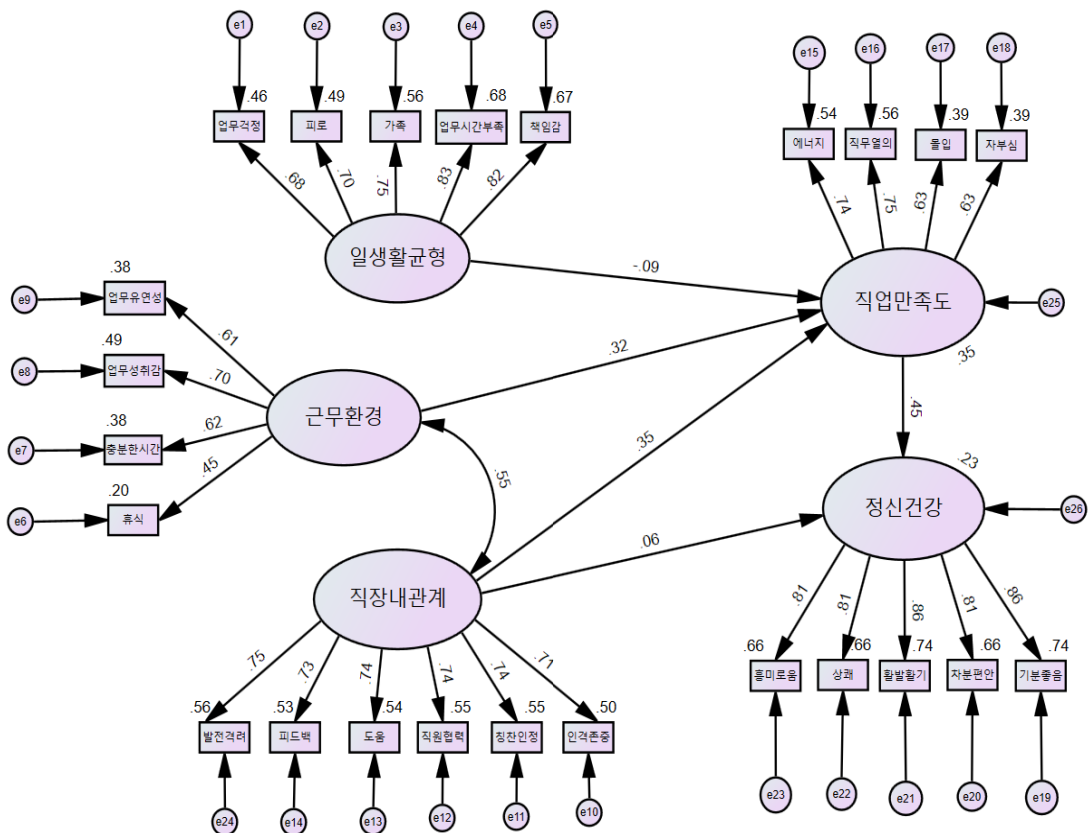 e1
e2
e3
e4
e5
.46
.49
.56
.68
.67
업무걱정
피로
가족
업무시간부족
책임감
.68
.70
.75
.83
.82
일생활균형
e15
e16
e17
e18
.54
.56
.39
.39
에너지
직무열의
몰입
자부심
.74
.75
.63
.63
직업만족도
e25
.35
-.09
.32
.35
.45
e9
.38
업무유연성
.61
e8
.49
업무성취감
.70
e7
.38
충분한시간
.62
e6
.20
휴식
.45
근무환경
.55
직장내관계
.06
.23
정신건강
e26
.75
.73
.74
.74
.74
.71
.56
.53
.54
.55
.55
.50
발전격려
피드백
도움
직원협력
칭찬인정
인격존중
e24
e14
e13
e12
e11
e10
.81
.81
.86
.81
.86
.66
.66
.74
.66
.74
흥미로움
상쾌
활발활기
차분편안
기분좋음
e23
e22
e21
e20
e19